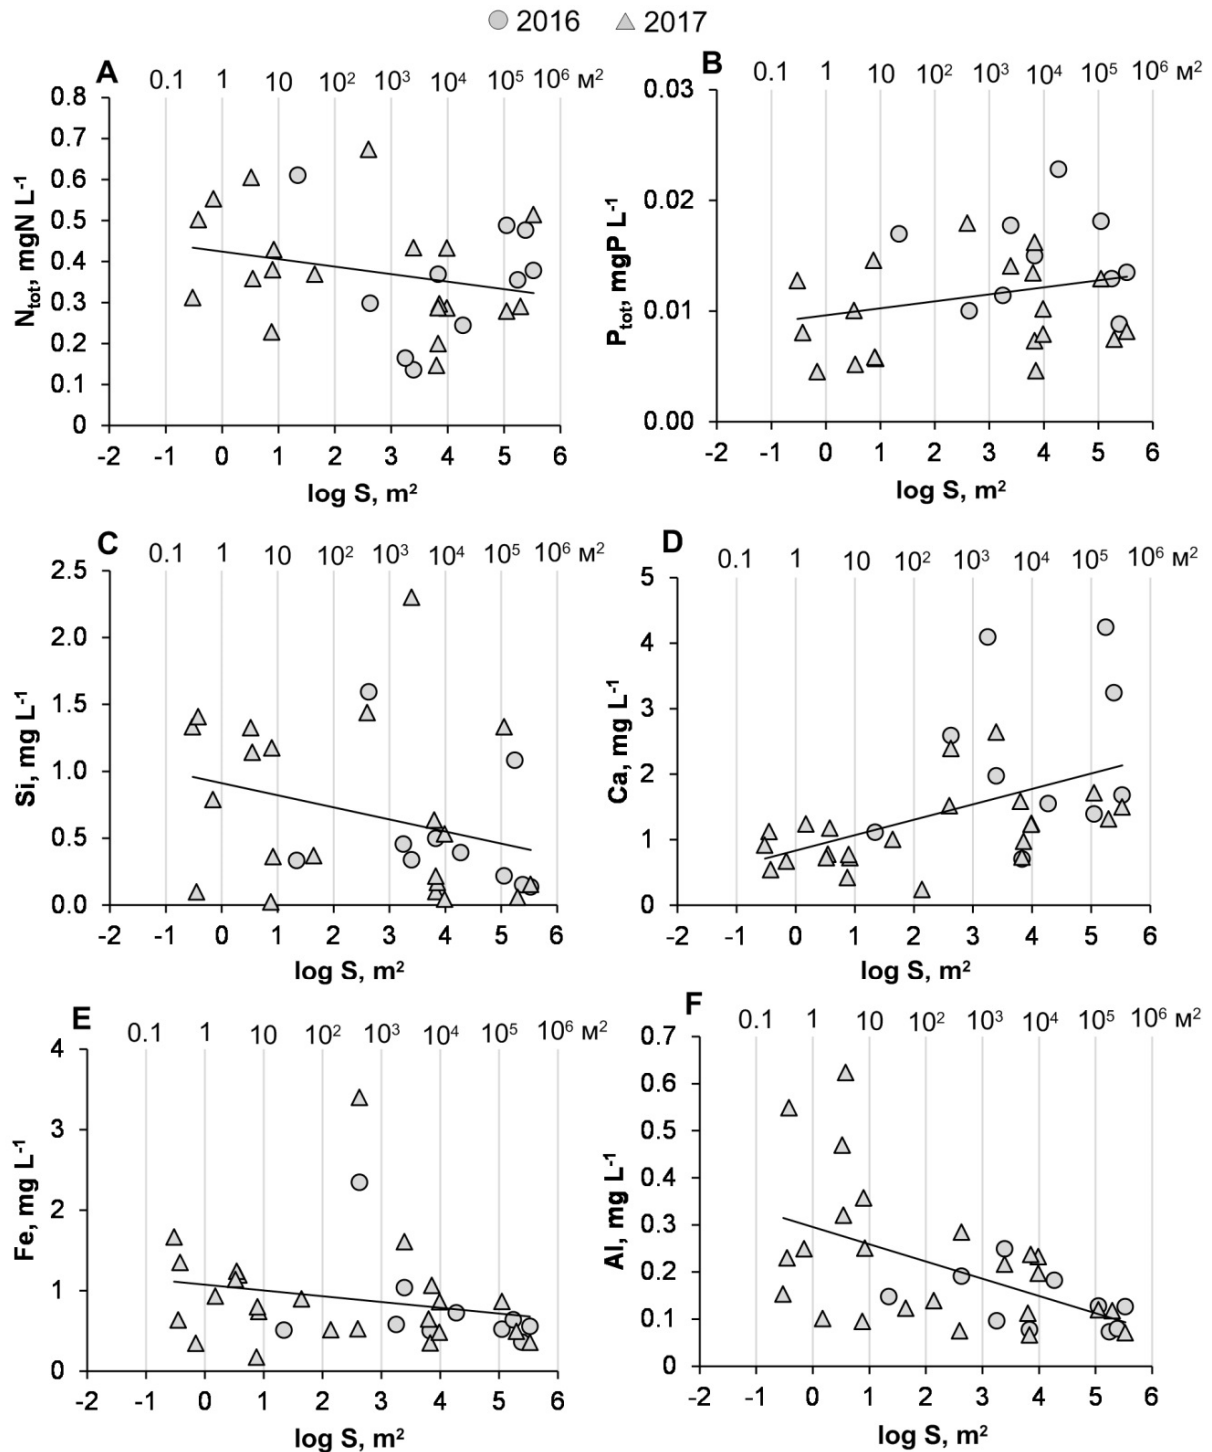 2016 2017
A
0.1 1 10 10² 10³ 10⁴ 10⁵ 10⁶ м²
N_tot, mgN L⁻¹
0.8
0.7
0.6
0.5
0.4
0.3
0.2
0.1
0
-2 -1 0 1 2 3 4 5 6
log S, m²
B
0.1 1 10 10² 10³ 10⁴ 10⁵ 10⁶ м²
P_tot, mgP L⁻¹
0.03
0.02
0.01
0.00
-2 -1 0 1 2 3 4 5 6
log S, m²
C
0.1 1 10 10² 10³ 10⁴ 10⁵ 10⁶ м²
Si, mg L⁻¹
2.5
2.0
1.5
1.0
0.5
0.0
-2 -1 0 1 2 3 4 5 6
log S, m²
D
0.1 1 10 10² 10³ 10⁴ 10⁵ 10⁶ м²
Ca, mg L⁻¹
5
4
3
2
1
0
-2 -1 0 1 2 3 4 5 6
log S, m²
E
0.1 1 10 10² 10³ 10⁴ 10⁵ 10⁶ м²
Fe, mg L⁻¹
4
3
2
1
0
-2 -1 0 1 2 3 4 5 6
log S, m²
F
0.1 1 10 10² 10³ 10⁴ 10⁵ 10⁶ м²
Al, mg L⁻¹
0.7
0.6
0.5
0.4
0.3
0.2
0.1
0
-2 -1 0 1 2 3 4 5 6
log S, m²